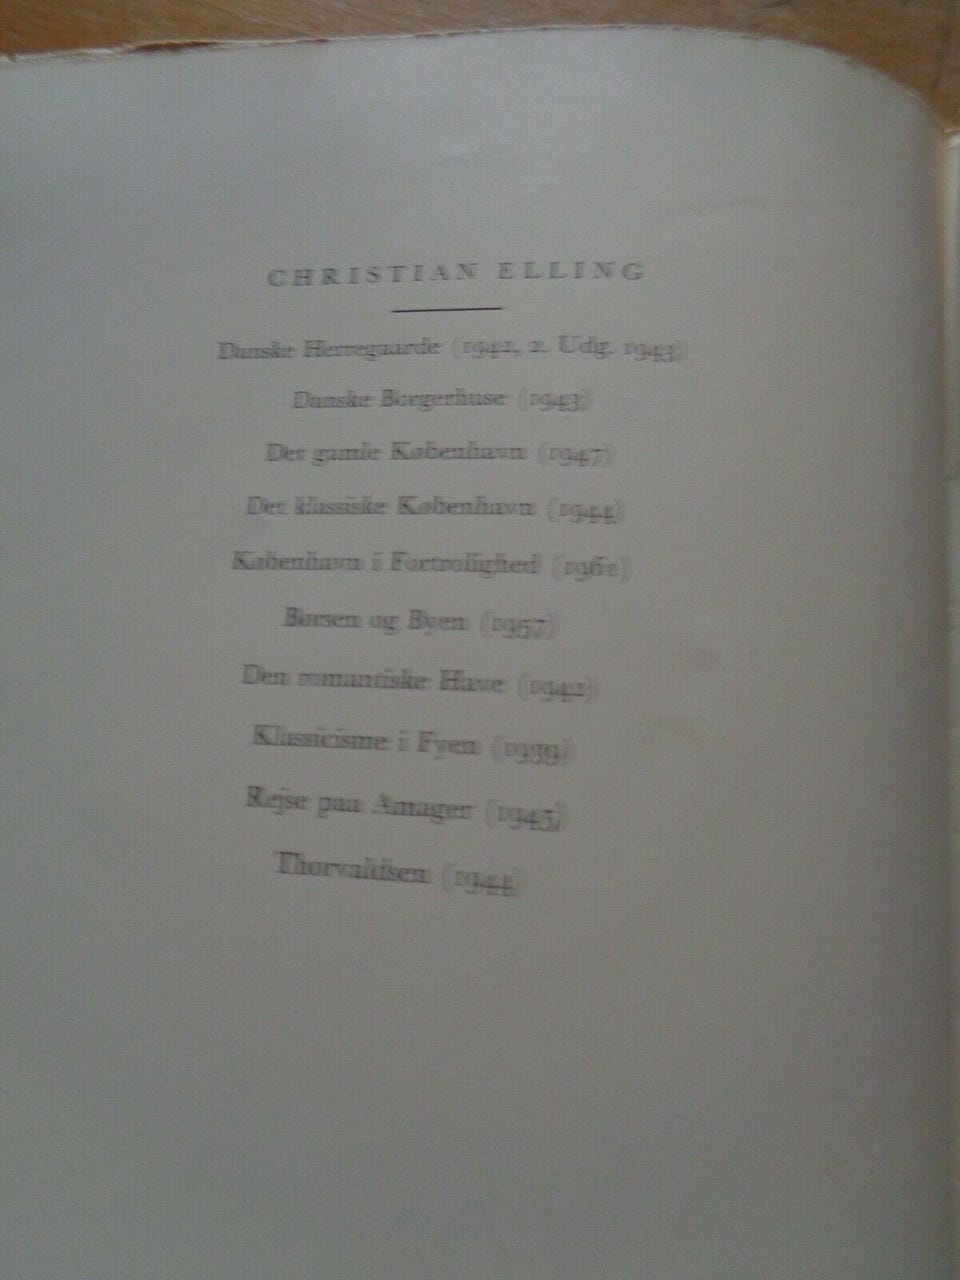 CHRISTIAN ELLING
Danske Herregaarde (1942, 2. Udg. 1943)
Danske Borgerhuse (1943)
Det gamle København (1947)
Det klassiske København (1944)
København i Fortrolighed (1961)
Børsen og Byen (1957)
Den romantiske Have (1942)
Klassicisme i Fyen (1939)
Rejse paa Amager (1945)
Thorvaldsen (1944)